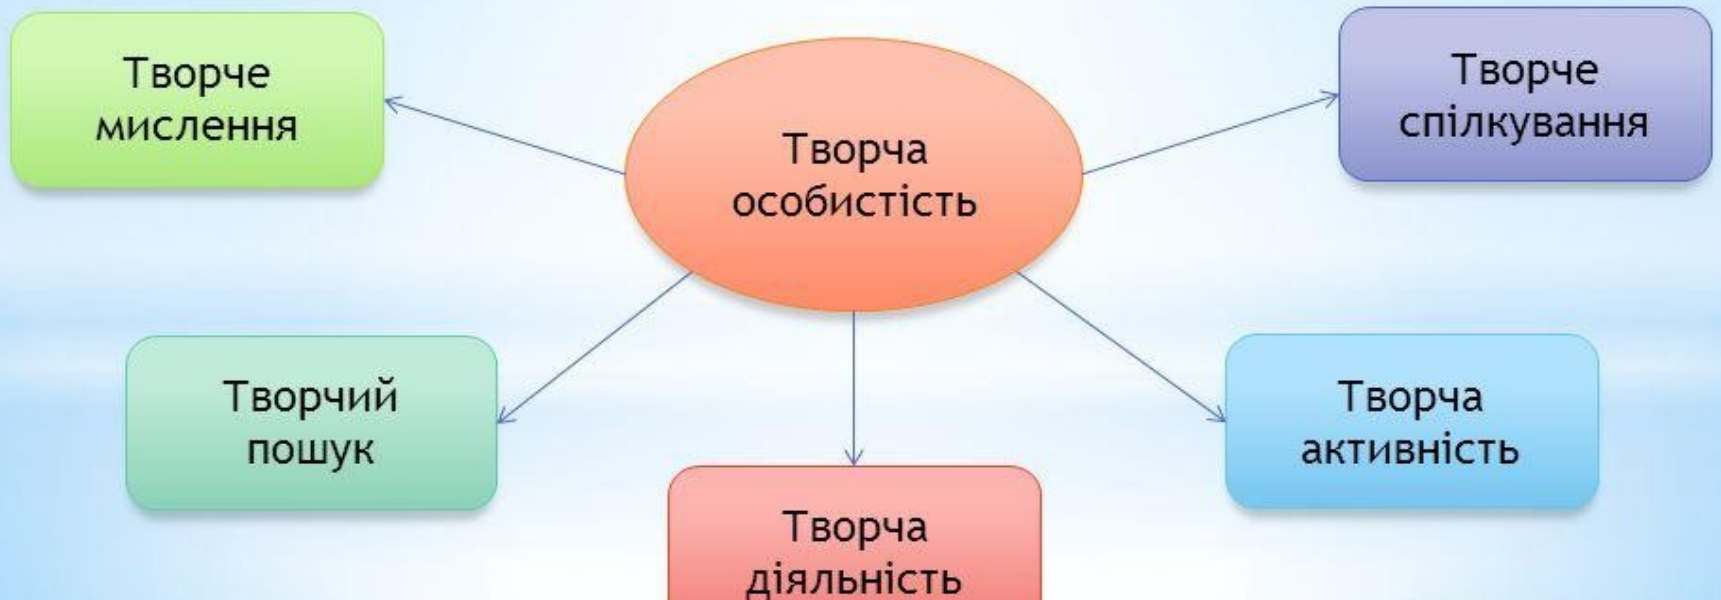 Творче
мислення
Творча
особистість
Творче
спілкування
Творчий
пошук
Творча
діяльність
Творча
активність